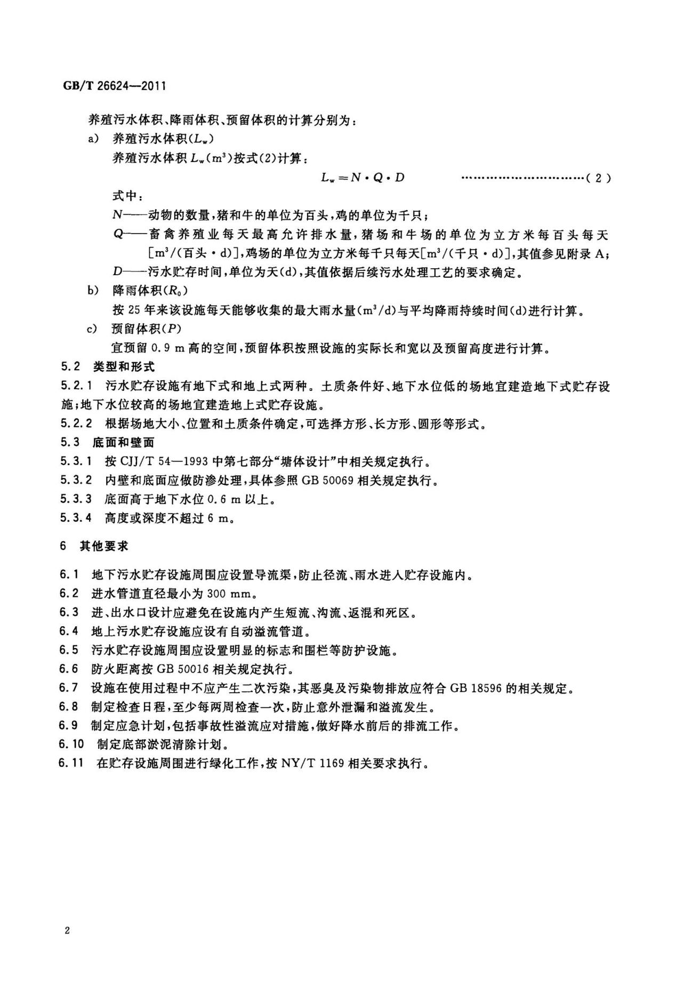 GB/T 26624—2011
养殖污水体积、降雨体积、预留体积的计算分别为：
a) 养殖污水体积(Lw)
养殖污水体积 Lw(m³)按式(2)计算：
Lw＝N・Q・D …………………………( 2 )
式中：
N——动物的数量，猪和牛的单位为百头，鸡的单位为千只；
Q——畜禽养殖业每天最高允许排水量，猪场和牛场的单位为立方米每百头每天
[m³/(百头・d)]，鸡场的单位为立方米每千只每天[m³/(千只・d)]，其值参见附录 A；
D——污水贮存时间，单位为天(d)，其值依据后续污水处理工艺的要求确定。
b) 降雨体积(R₀)
按 25 年来该设施每天能够收集的最大雨水量(m³/d)与平均降雨持续时间(d)进行计算。
c) 预留体积(P)
宜预留 0.9 m 高的空间，预留体积按照设施的实际长和宽以及预留高度进行计算。
5.2 类型和形式
5.2.1 污水贮存设施有地下式和地上式两种。土质条件好、地下水位低的场地宜建造地下式贮存设
施；地下水位较高的场地宜建造地上式贮存设施。
5.2.2 根据场地大小、位置和土质条件确定，可选择方形、长方形、圆形等形式。
5.3 底面和壁面
5.3.1 按 CJJ/T 54—1993 中第七部分“塘体设计”中相关规定执行。
5.3.2 内壁和底面应做防渗处理，具体参照 GB 50069 相关规定执行。
5.3.3 底面高于地下水位 0.6 m 以上。
5.3.4 高度或深度不超过 6 m。
6 其他要求
6.1 地下污水贮存设施周围应设置导流渠，防止径流、雨水进入贮存设施内。
6.2 进水管道直径最小为 300 mm。
6.3 进、出水口设计应避免在设施内产生短流、沟流、返混和死区。
6.4 地上污水贮存设施应设有自动溢流管道。
6.5 污水贮存设施周围应设置明显的标志和围栏等防护设施。
6.6 防火距离按 GB 50016 相关规定执行。
6.7 设施在使用过程中不应产生二次污染，其恶臭及污染物排放应符合 GB 18596 的相关规定。
6.8 制定检查日程，至少每两周检查一次，防止意外泄漏和溢流发生。
6.9 制定应急计划，包括事故性溢流应对措施，做好降水前后的排流工作。
6.10 制定底部淤泥清除计划。
6.11 在贮存设施周围进行绿化工作，按 NY/T 1169 相关要求执行。
2